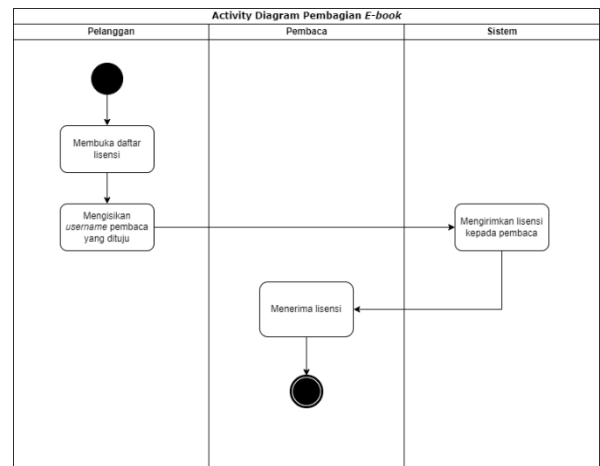 Activity Diagram Pembagian E-book
Pelanggan
Pembaca
Sistem
Membuka daftar
lisensi
Mengisikan
username pembaca
yang dituju
Mengirimkan lisensi
kepada pembaca
Menerima lisensi